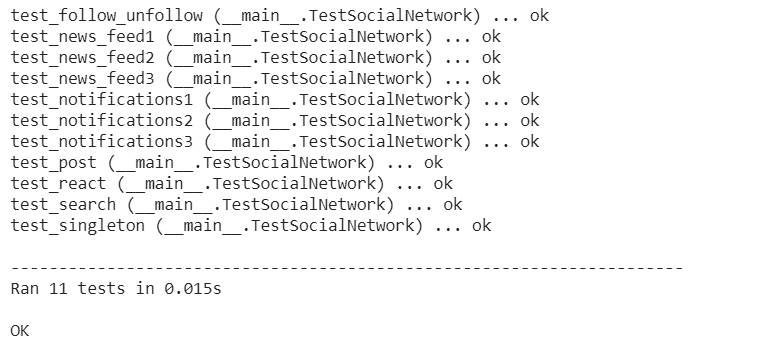 test_follow_unfollow (__main__.TestSocialNetwork) ... ok
test_news_feed1 (__main__.TestSocialNetwork) ... ok
test_news_feed2 (__main__.TestSocialNetwork) ... ok
test_news_feed3 (__main__.TestSocialNetwork) ... ok
test_notifications1 (__main__.TestSocialNetwork) ... ok
test_notifications2 (__main__.TestSocialNetwork) ... ok
test_notifications3 (__main__.TestSocialNetwork) ... ok
test_post (__main__.TestSocialNetwork) ... ok
test_react (__main__.TestSocialNetwork) ... ok
test_search (__main__.TestSocialNetwork) ... ok
test_singleton (__main__.TestSocialNetwork) ... ok
----------------------------------------------------------------------
Ran 11 tests in 0.015s
OK